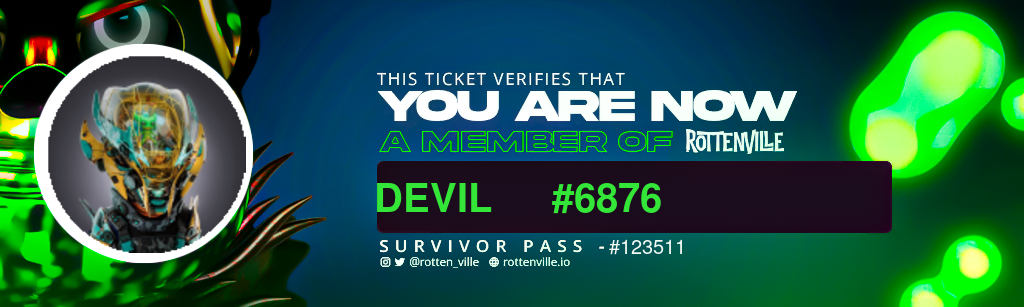 THIS TICKET VERIFIES THAT
YOU ARE NOW
A MEMBER OF ROTTENVILLE
DEVIL #6876
SURVIVOR PASS - #123511
@rotten_ville rottenville.io